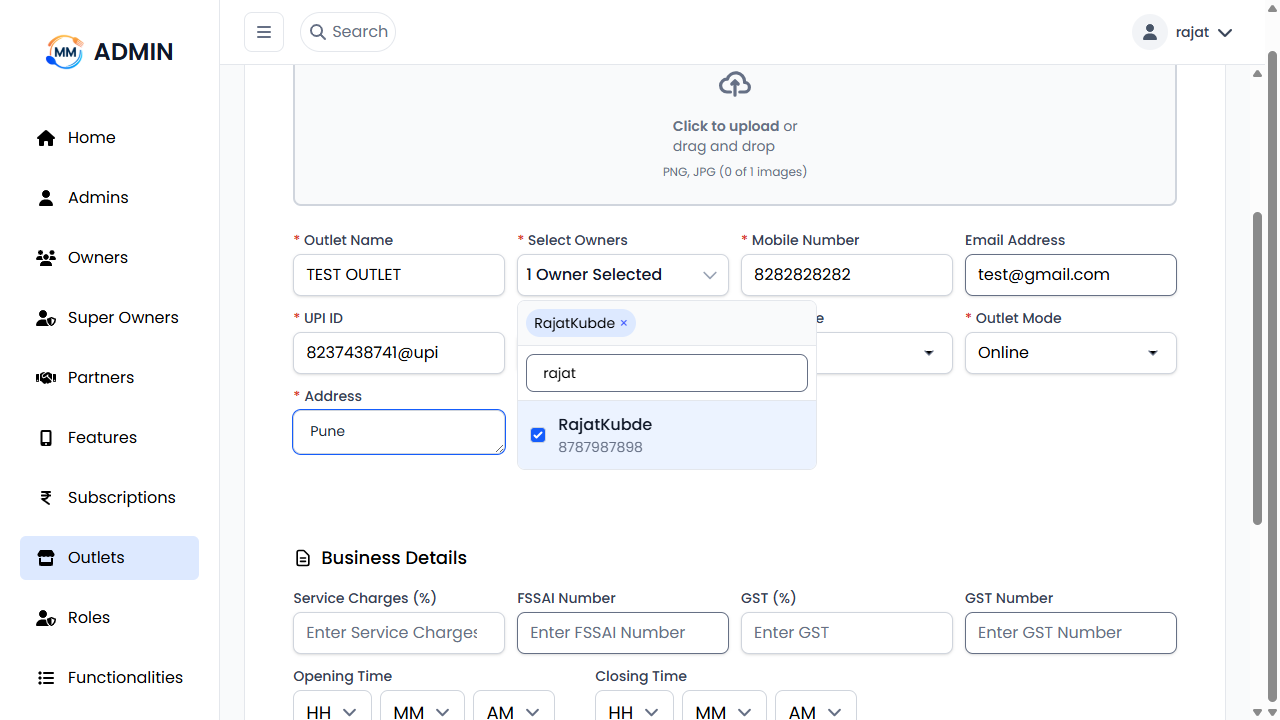 MM ADMIN
Search
rajat
Home
Admins
Owners
Super Owners
Partners
Features
Subscriptions
Outlets
Roles
Functionalities
Click to upload or
drag and drop
PNG, JPG (0 of 1 images)
* Outlet Name
* Select Owners
* Mobile Number
Email Address
TEST OUTLET
1 Owner Selected
8282828282
test@gmail.com
* UPI ID
RajatKubde ×
e
* Outlet Mode
8237438741@upi
rajat
Online
* Address
Pune
RajatKubde
8787987898
Business Details
Service Charges (%)
FSSAI Number
GST (%)
GST Number
Enter Service Charges
Enter FSSAI Number
Enter GST
Enter GST Number
Opening Time
Closing Time
HH
MM
AM
HH
MM
AM